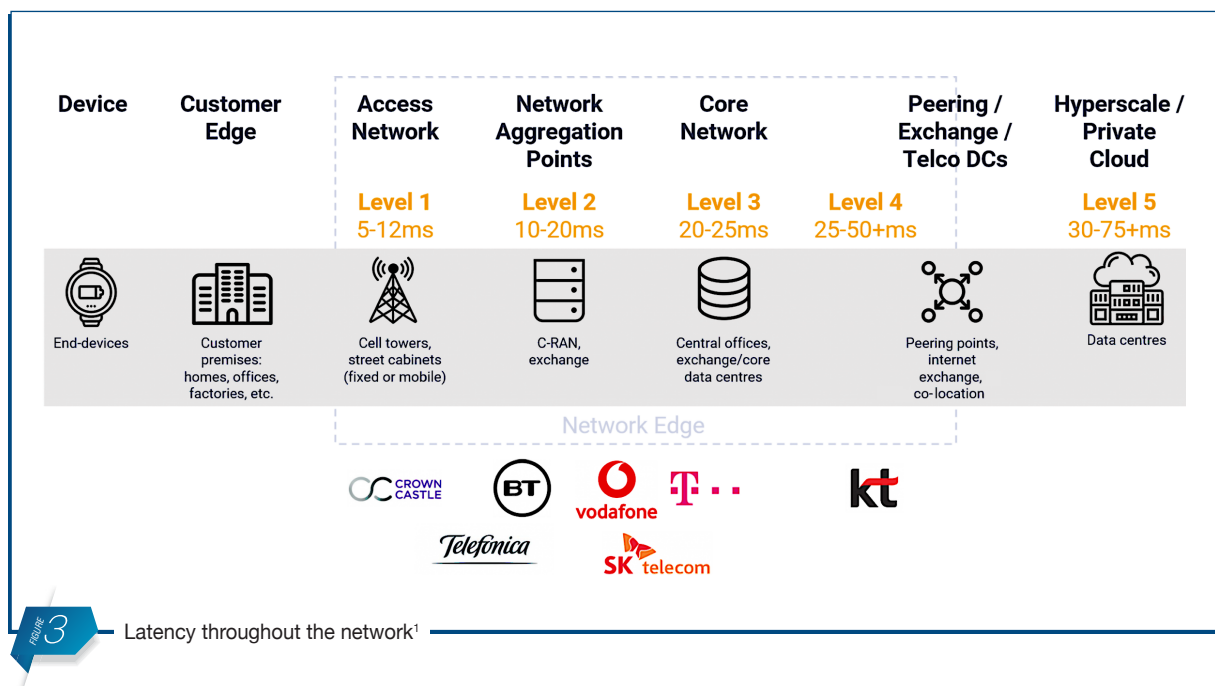 Device
Customer
Edge
Access
Network
Network
Aggregation
Points
Core
Network
Peering /
Exchange /
Telco DCs
Hyperscale /
Private
Cloud
Level 1
5-12ms
Level 2
10-20ms
Level 3
20-25ms
Level 4
25-50+ms
Level 5
30-75+ms
End-devices
Customer
premises:
homes, offices,
factories, etc.
Cell towers,
street cabinets
(fixed or mobile)
C-RAN,
exchange
Central offices,
exchange/core
data centres
Peering points,
internet
exchange,
co-location
Data centres
Network Edge
CROWN
CASTLE
BT
vodafone
T
kt
Telefónica
SK telecom
FIGURE 3
Latency throughout the network¹